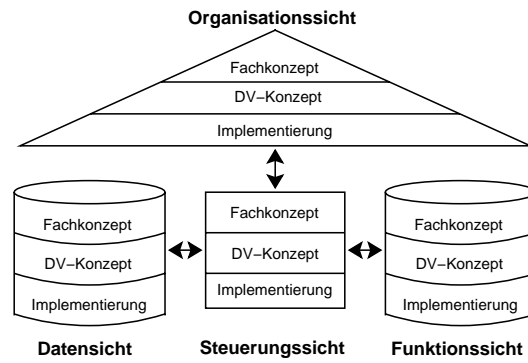 Organisationssicht
Fachkonzept
DV−Konzept
Implementierung
Fachkonzept
Fachkonzept
Fachkonzept
DV−Konzept
DV−Konzept
DV−Konzept
Implementierung
Implementierung
Implementierung
Datensicht
Steuerungssicht
Funktionssicht